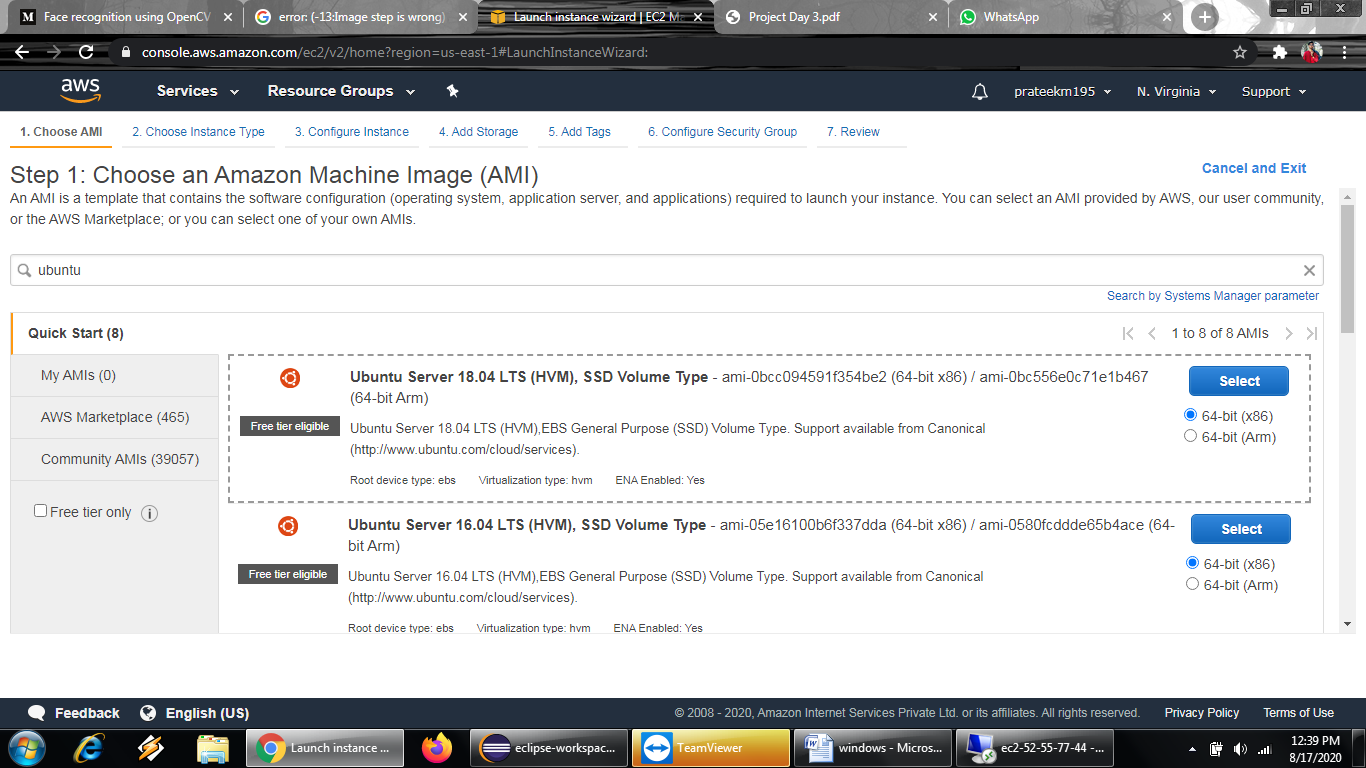 Face recognition using OpenCV
error: (-13:Image step is wrong)
Launch instance wizard | EC2 M
Project Day 3.pdf
WhatsApp
console.aws.amazon.com/ec2/v2/home?region=us-east-1#LaunchInstanceWizard:
aws Services Resource Groups prateekm195 N. Virginia Support
1. Choose AMI 2. Choose Instance Type 3. Configure Instance 4. Add Storage 5. Add Tags 6. Configure Security Group 7. Review
Step 1: Choose an Amazon Machine Image (AMI)
Cancel and Exit
An AMI is a template that contains the software configuration (operating system, application server, and applications) required to launch your instance. You can select an AMI provided by AWS, our user community,
or the AWS Marketplace; or you can select one of your own AMIs.
ubuntu
Search by Systems Manager parameter
Quick Start (8)
1 to 8 of 8 AMIs
My AMIs (0)
AWS Marketplace (465)
Community AMIs (39057)
Free tier only
Ubuntu Server 18.04 LTS (HVM), SSD Volume Type - ami-0bcc094591f354be2 (64-bit x86) / ami-0bc556e0c71e1b467
(64-bit Arm)
Free tier eligible
Ubuntu Server 18.04 LTS (HVM),EBS General Purpose (SSD) Volume Type. Support available from Canonical
(http://www.ubuntu.com/cloud/services).
Root device type: ebs Virtualization type: hvm ENA Enabled: Yes
Select
64-bit (x86)
64-bit (Arm)
Ubuntu Server 16.04 LTS (HVM), SSD Volume Type - ami-05e16100b6f337dda (64-bit x86) / ami-0580fcddde65b4ace (64-
bit Arm)
Free tier eligible
Ubuntu Server 16.04 LTS (HVM),EBS General Purpose (SSD) Volume Type. Support available from Canonical
(http://www.ubuntu.com/cloud/services).
Root device type: ebs Virtualization type: hvm ENA Enabled: Yes
Select
64-bit (x86)
64-bit (Arm)
Feedback English (US) © 2008 - 2020, Amazon Internet Services Private Ltd. or its affiliates. All rights reserved. Privacy Policy Terms of Use
Launch instance ...
eclipse-workspac...
TeamViewer
windows - Micros...
ec2-52-55-77-44 -...
12:39 PM
8/17/2020